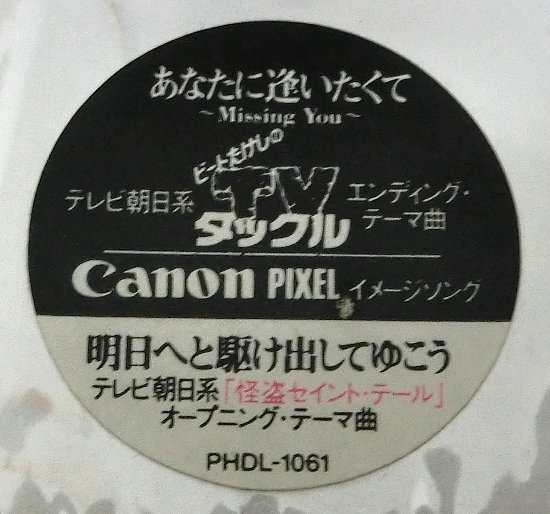 あなたに逢いたくて
~Missing You~
ビートたけしの
テレビ朝日系 TVタックル エンディング・テーマ曲
Canon PIXEL イメージソング
明日へと駆け出してゆこう
テレビ朝日系「怪盗セイント・テール」
オープニング・テーマ曲
PHDL-1061